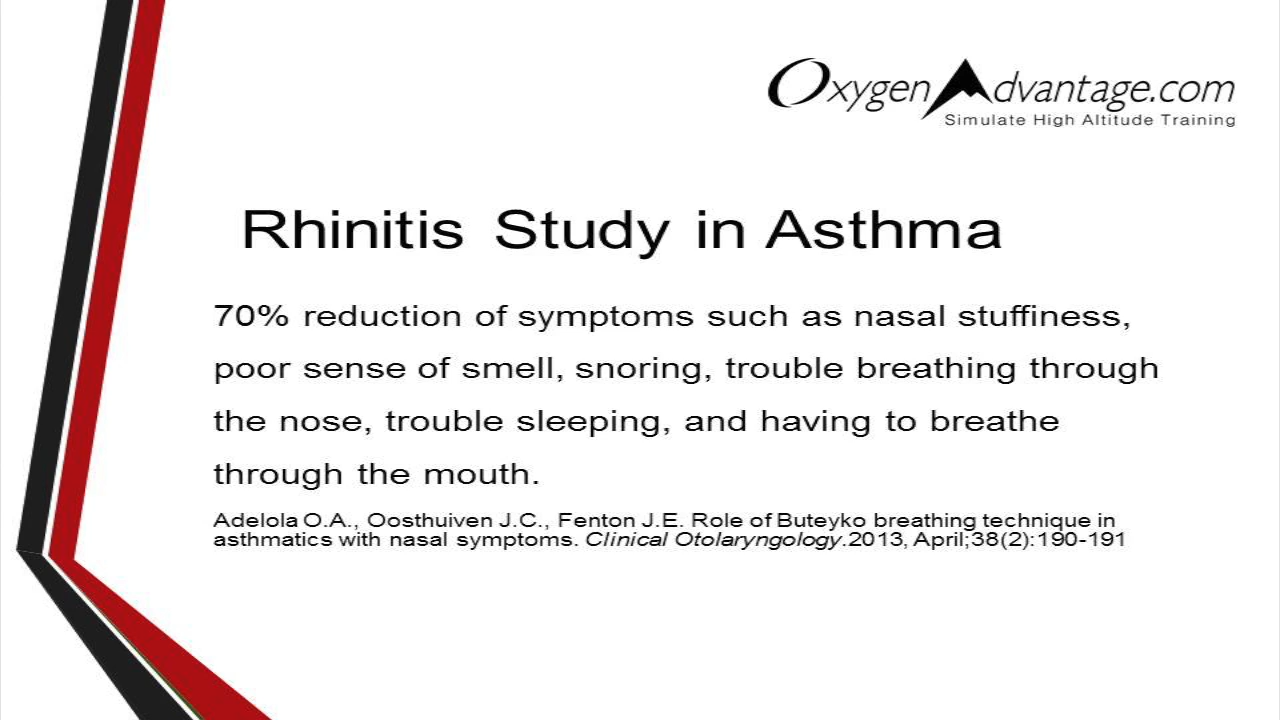 OxygenAdvantage.com
Simulate High Altitude Training
Rhinitis Study in Asthma
70% reduction of symptoms such as nasal stuffiness,
poor sense of smell, snoring, trouble breathing through
the nose, trouble sleeping, and having to breathe
through the mouth.
Adelola O.A., Oosthuiven J.C., Fenton J.E. Role of Buteyko breathing technique in
asthmatics with nasal symptoms. Clinical Otolaryngology.2013, April;38(2):190-191